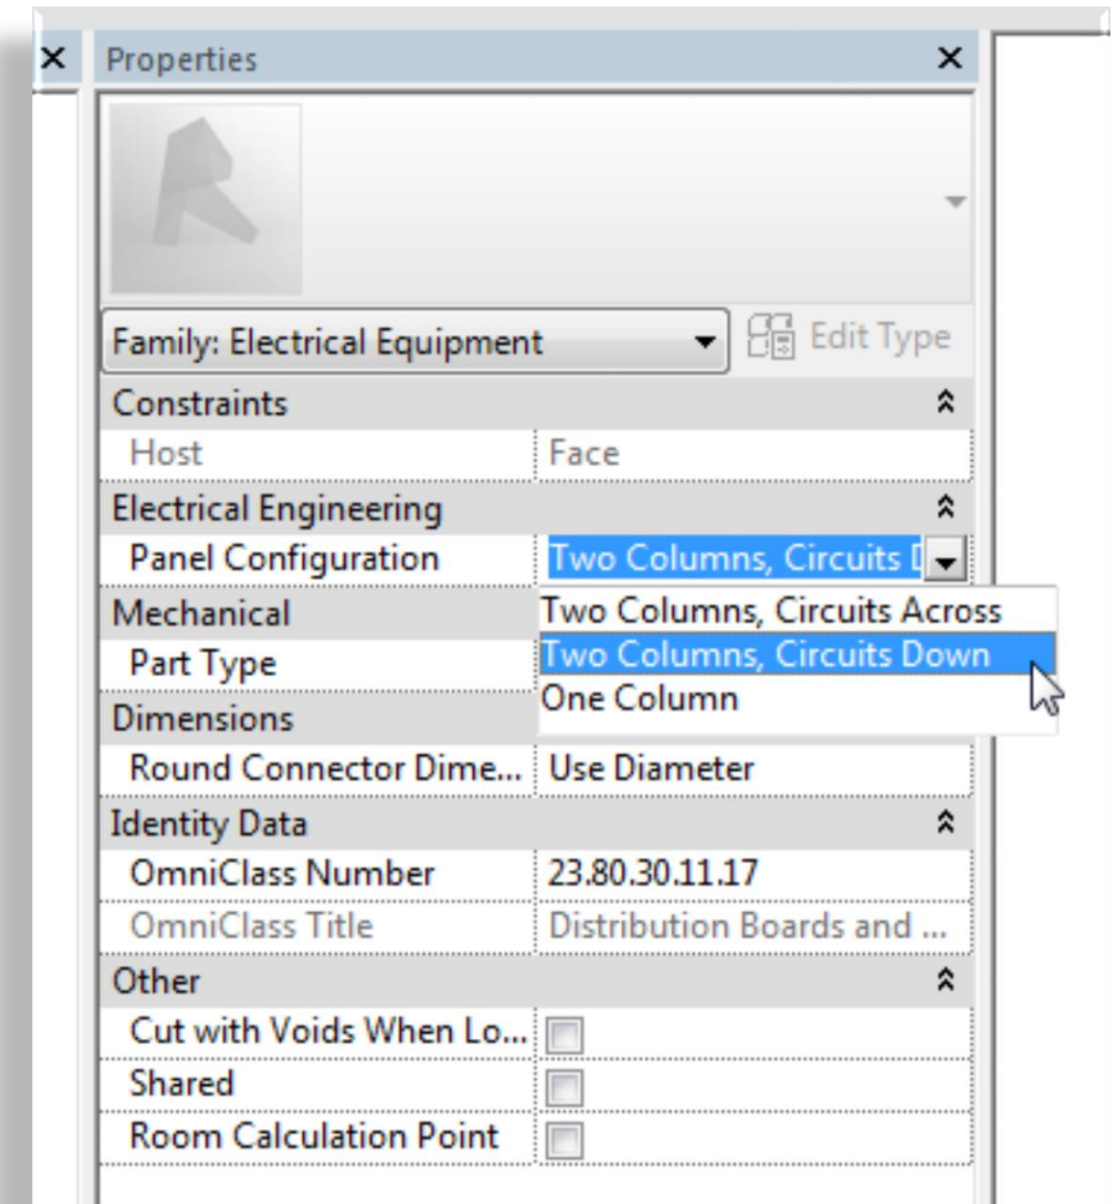 Properties
Family: Electrical Equipment
Edit Type
Constraints
Host Face
Electrical Engineering
Panel Configuration Two Columns, Circuits
Mechanical
Two Columns, Circuits Across
Part Type
Two Columns, Circuits Down
One Column
Dimensions
Round Connector Dime... Use Diameter
Identity Data
OmniClass Number 23.80.30.11.17
OmniClass Title Distribution Boards and ...
Other
Cut with Voids When Lo...
Shared
Room Calculation Point